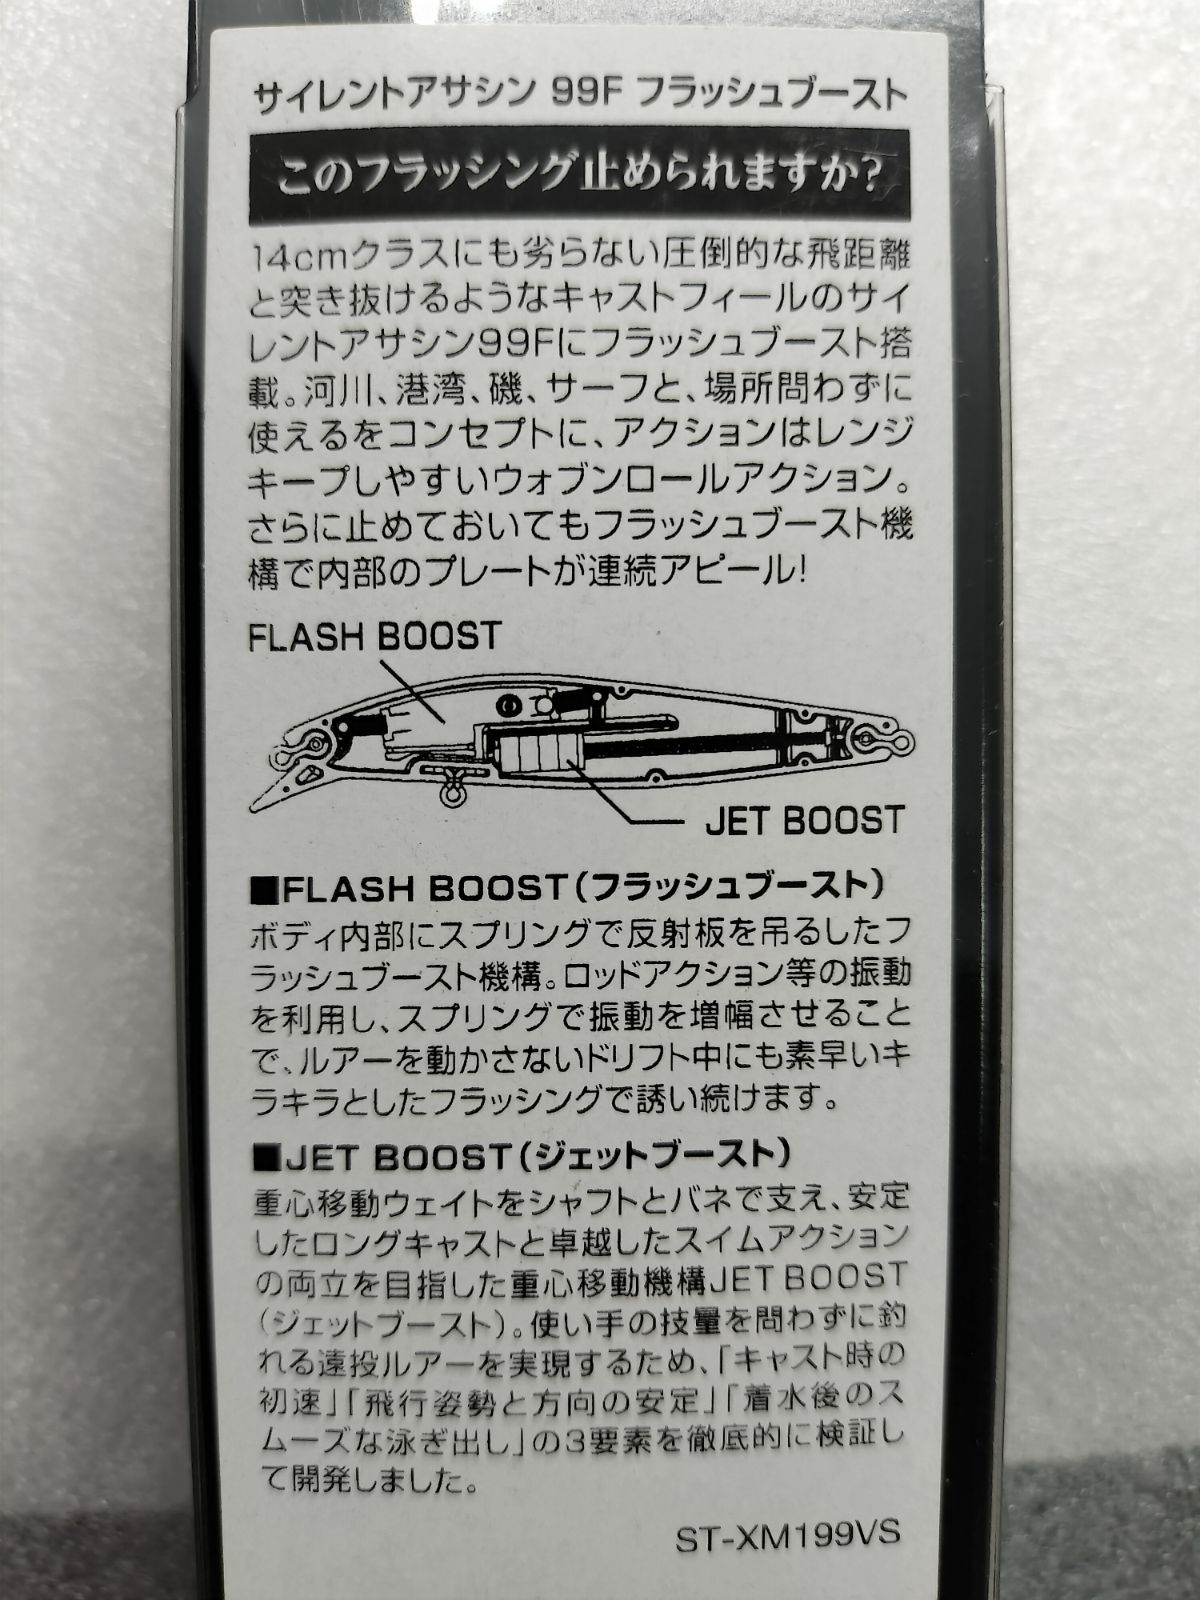 サイレントアサシン 99F フラッシュブースト
このフラッシング止められますか?
14cmクラスにも劣らない圧倒的な飛距離
と突き抜けるようなキャストフィールのサイ
レントアサシン99Fにフラッシュブースト搭
載。河川、港湾、磯、サーフと、場所問わずに
使えるをコンセプトに、アクションはレンジ
キープしやすいウォブンロールアクション。
さらに止めておいてもフラッシュブースト機
構で内部のプレートが連続アピール!
FLASH BOOST
JET BOOST
■FLASH BOOST(フラッシュブースト)
ボディ内部にスプリングで反射板を吊るしたフ
ラッシュブースト機構。ロッドアクション等の振動
を利用し、スプリングで振動を増幅させること
で、ルアーを動かさないドリフト中にも素早いキ
ラキラとしたフラッシングで誘い続けます。
■JET BOOST(ジェットブースト)
重心移動ウェイトをシャフトとバネで支え、安定
したロングキャストと卓越したスイムアクション
の両立を目指した重心移動機構JET BOOST
(ジェットブースト)。使い手の技量を問わずに釣
れる遠投ルアーを実現するため、「キャスト時の
初速」「飛行姿勢と方向の安定」「着水後のス
ムーズな泳ぎ出し」の3要素を徹底的に検証し
て開発しました。
ST-XM199VS